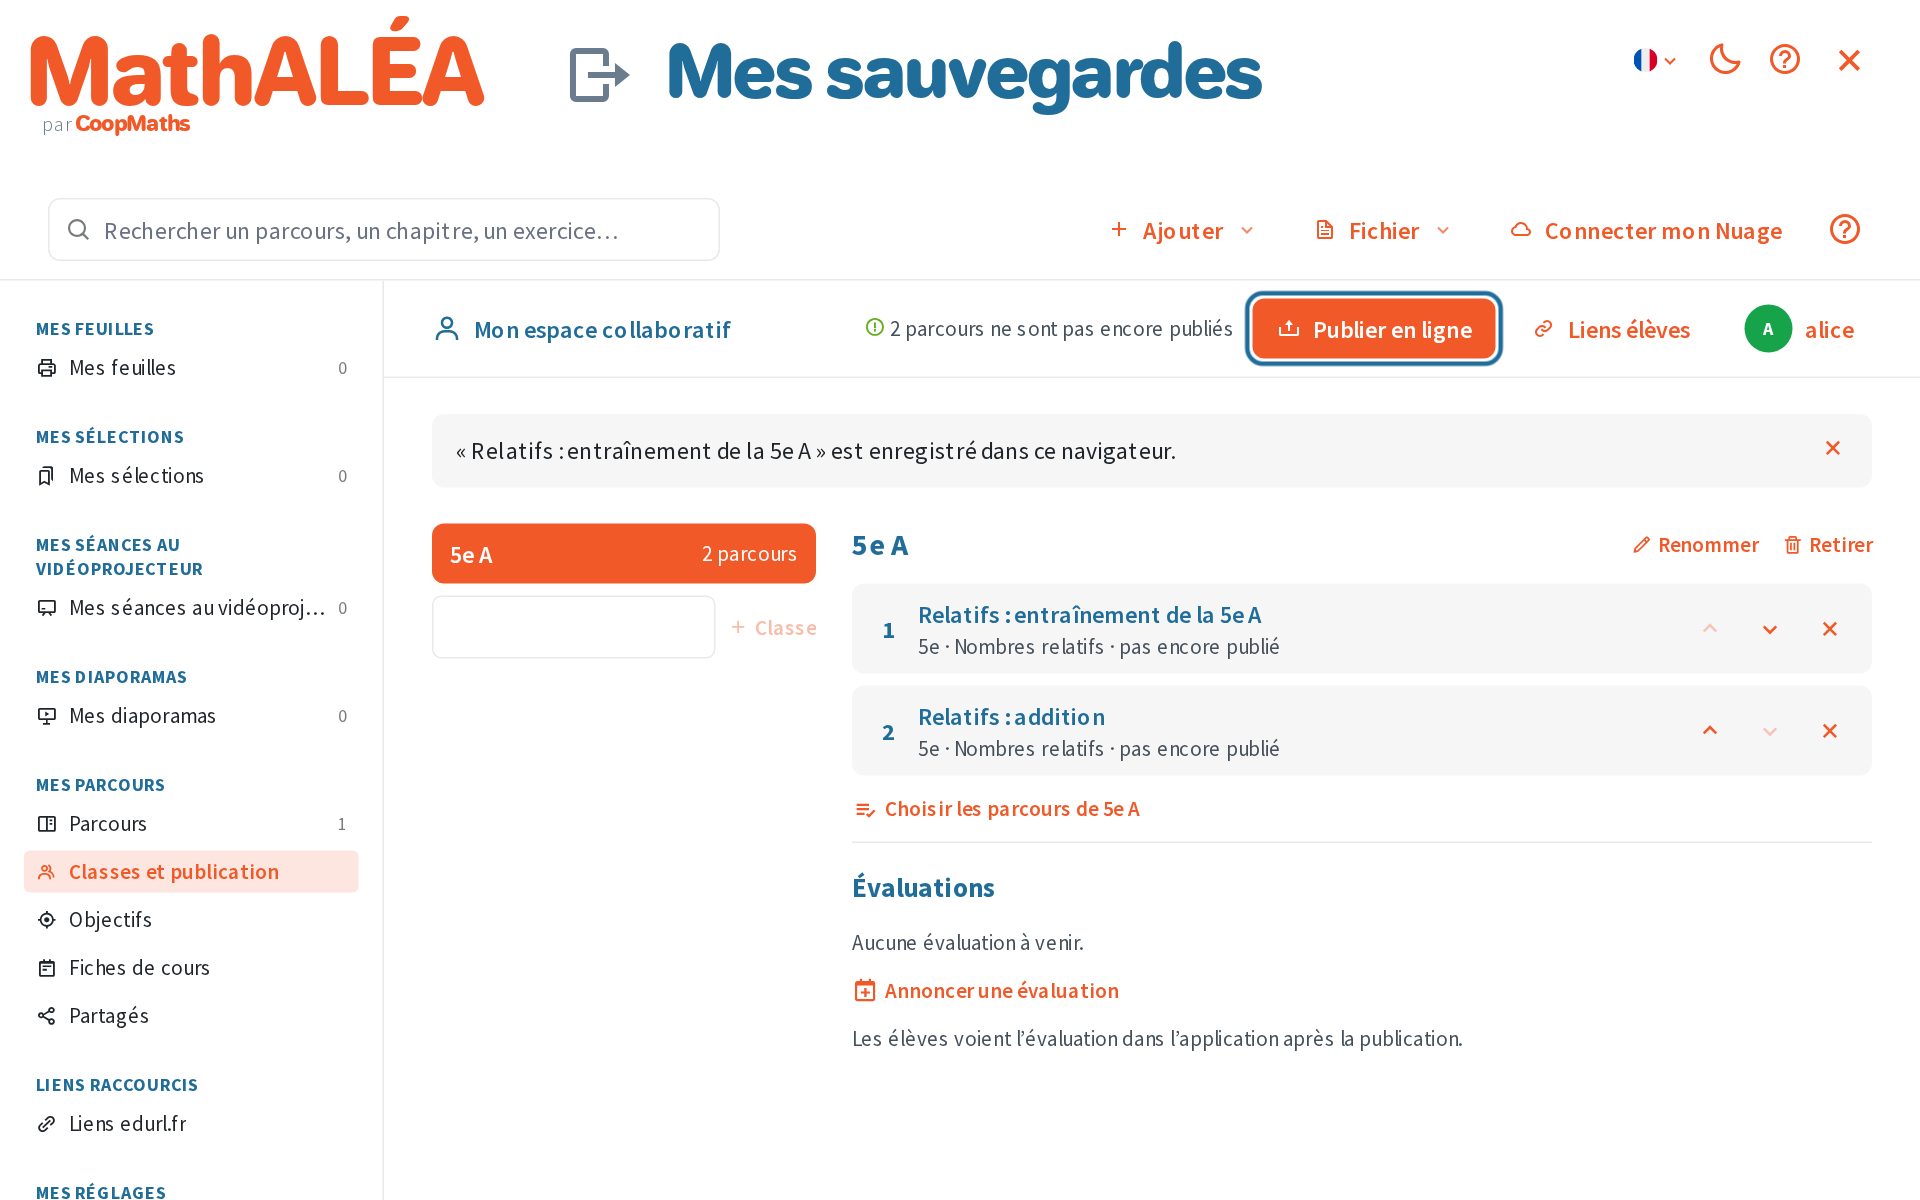 MathALÉA
par CoopMaths
Mes sauvegardes
Rechercher un parcours, un chapitre, un exercice…
Ajouter
Fichier
Connecter mon Nuage
MES FEUILLES
Mes feuilles 0
MES SÉLECTIONS
Mes sélections 0
MES SÉANCES AU
VIDÉOPROJECTEUR
Mes séances au vidéoproj… 0
MES DIAPORAMAS
Mes diaporamas 0
MES PARCOURS
Parcours 1
Classes et publication
Objectifs
Fiches de cours
Partagés
LIENS RACCOURCIS
Liens edurl.fr
MES RÉGLAGES
Mon espace collaboratif
2 parcours ne sont pas encore publiés
Publier en ligne
Liens élèves
A alice
« Relatifs : entraînement de la 5e A » est enregistré dans ce navigateur.
5e A 2 parcours
+ Classe
5e A
Renommer
Retirer
1 Relatifs : entraînement de la 5e A
5e · Nombres relatifs · pas encore publié
2 Relatifs : addition
5e · Nombres relatifs · pas encore publié
Choisir les parcours de 5e A
Évaluations
Aucune évaluation à venir.
Annoncer une évaluation
Les élèves voient l’évaluation dans l’application après la publication.